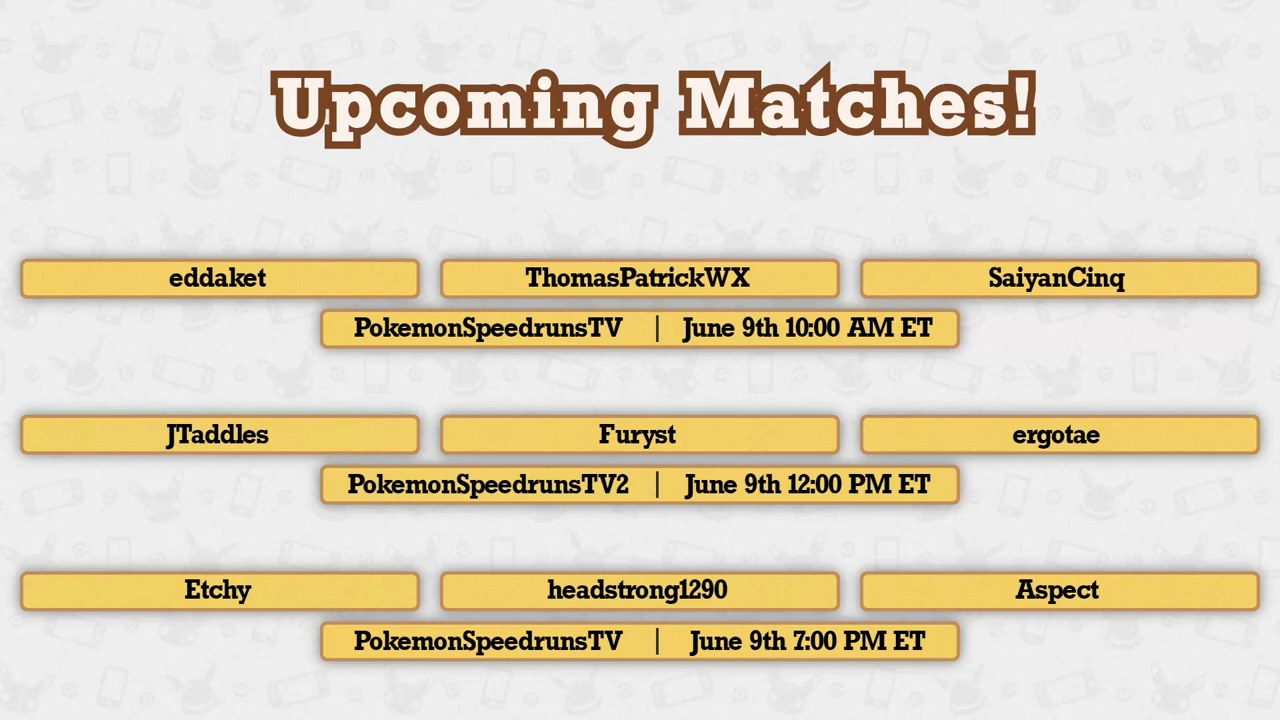 Upcoming Matches!
eddaket ThomasPatrickWX SaiyanCinq
PokemonSpeedrunsTV | June 9th 10:00 AM ET
JTaddles Furyst ergotae
PokemonSpeedrunsTV2 | June 9th 12:00 PM ET
Etchy headstrong1290 Aspect
PokemonSpeedrunsTV | June 9th 7:00 PM ET